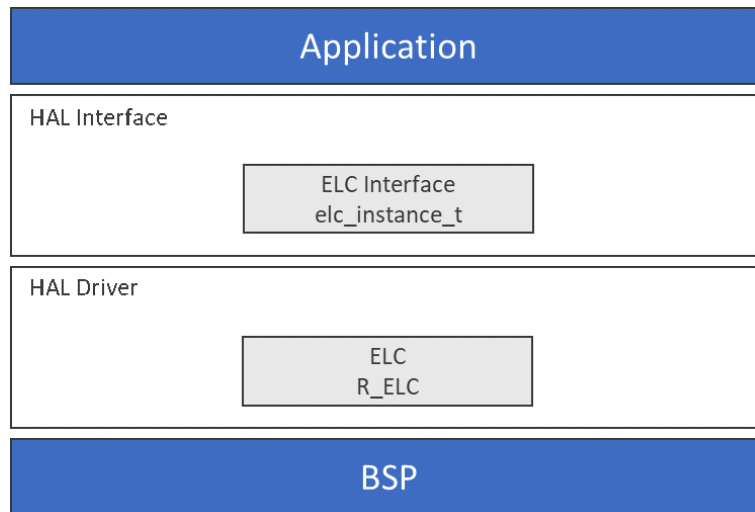 Application
HAL Interface
ELC Interface
elc_instance_t
HAL Driver
ELC
R_ELC
BSP